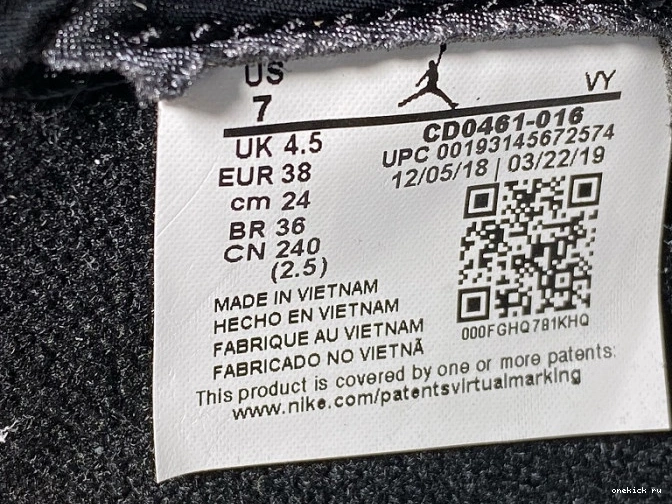 US
7
UK 4.5
EUR 38
cm 24
BR 36
CN 240
(2.5)
VY
CD0461-016
UPC 00193145672574
12/05/18 | 03/22/19
000FGHQ781KHQ
MADE IN VIETNAM
HECHO EN VIETNAM
FABRIQUE AU VIETNAM
FABRICADO NO VIETNÃ
This product is covered by one or more patents:
www.nike.com/patentsvirtualmarking
onekick ru